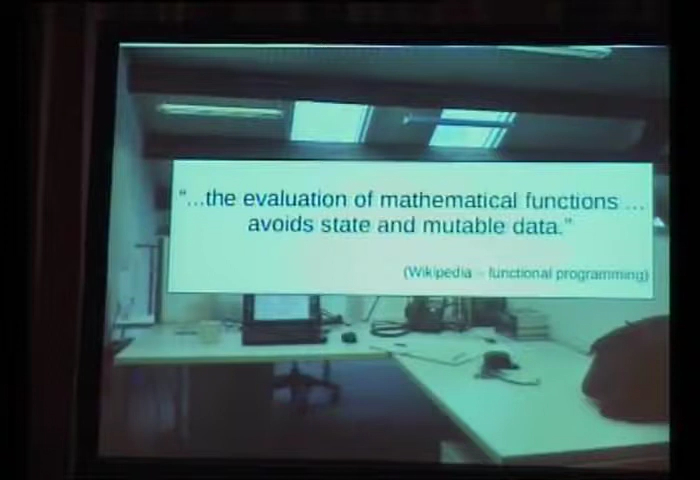 "...the evaluation of mathematical functions ...
avoids state and mutable data."
(Wikipedia – functional programming)